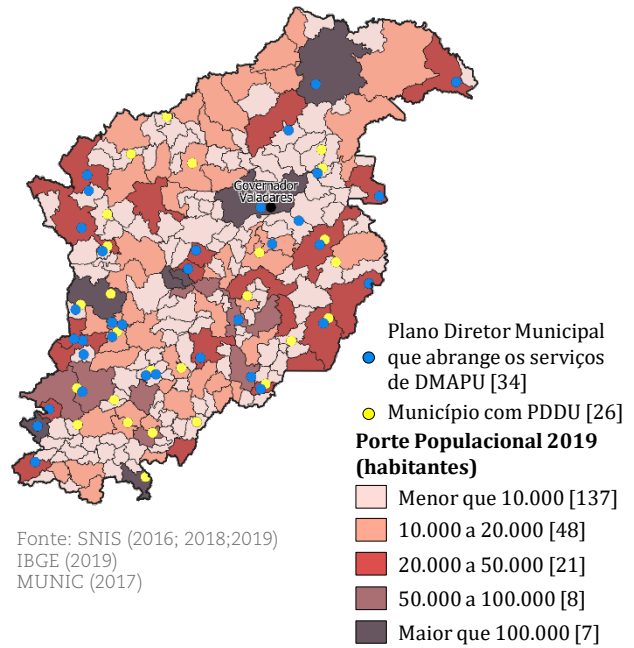 Governador
Valadares
Plano Diretor Municipal
que abrange os serviços
de DMAPU [34]
Município com PDDU [26]
Porte Populacional 2019
(habitantes)
Menor que 10.000 [137]
10.000 a 20.000 [48]
20.000 a 50.000 [21]
50.000 a 100.000 [8]
Maior que 100.000 [7]
Fonte: SNIS (2016; 2018;2019)
IBGE (2019)
MUNIC (2017)